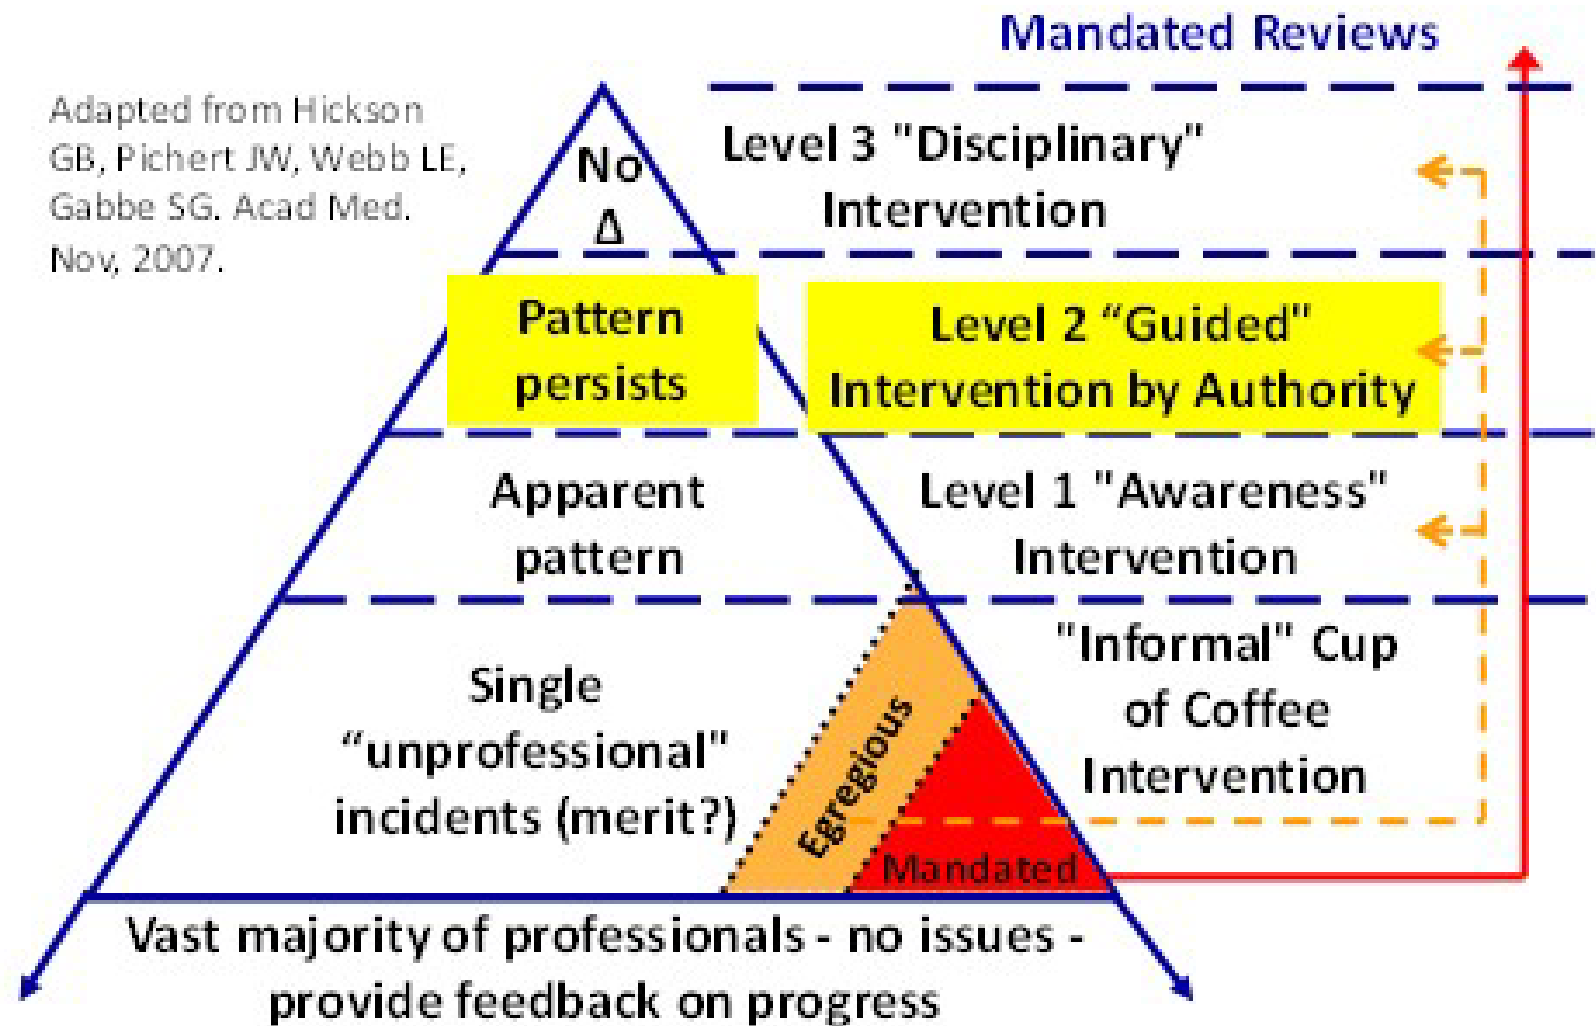 Mandated Reviews
Adapted from Hickson
GB, Pichert JW, Webb LE,
Gabbe SG. Acad Med.
Nov, 2007.
No
Δ
Level 3 "Disciplinary"
Intervention
Pattern
persists
Level 2 “Guided"
Intervention by Authority
Apparent
pattern
Level 1 "Awareness"
Intervention
Single
“unprofessional"
incidents (merit?)
Egregious
Mandated
"Informal" Cup
of Coffee
Intervention
Vast majority of professionals - no issues -
provide feedback on progress